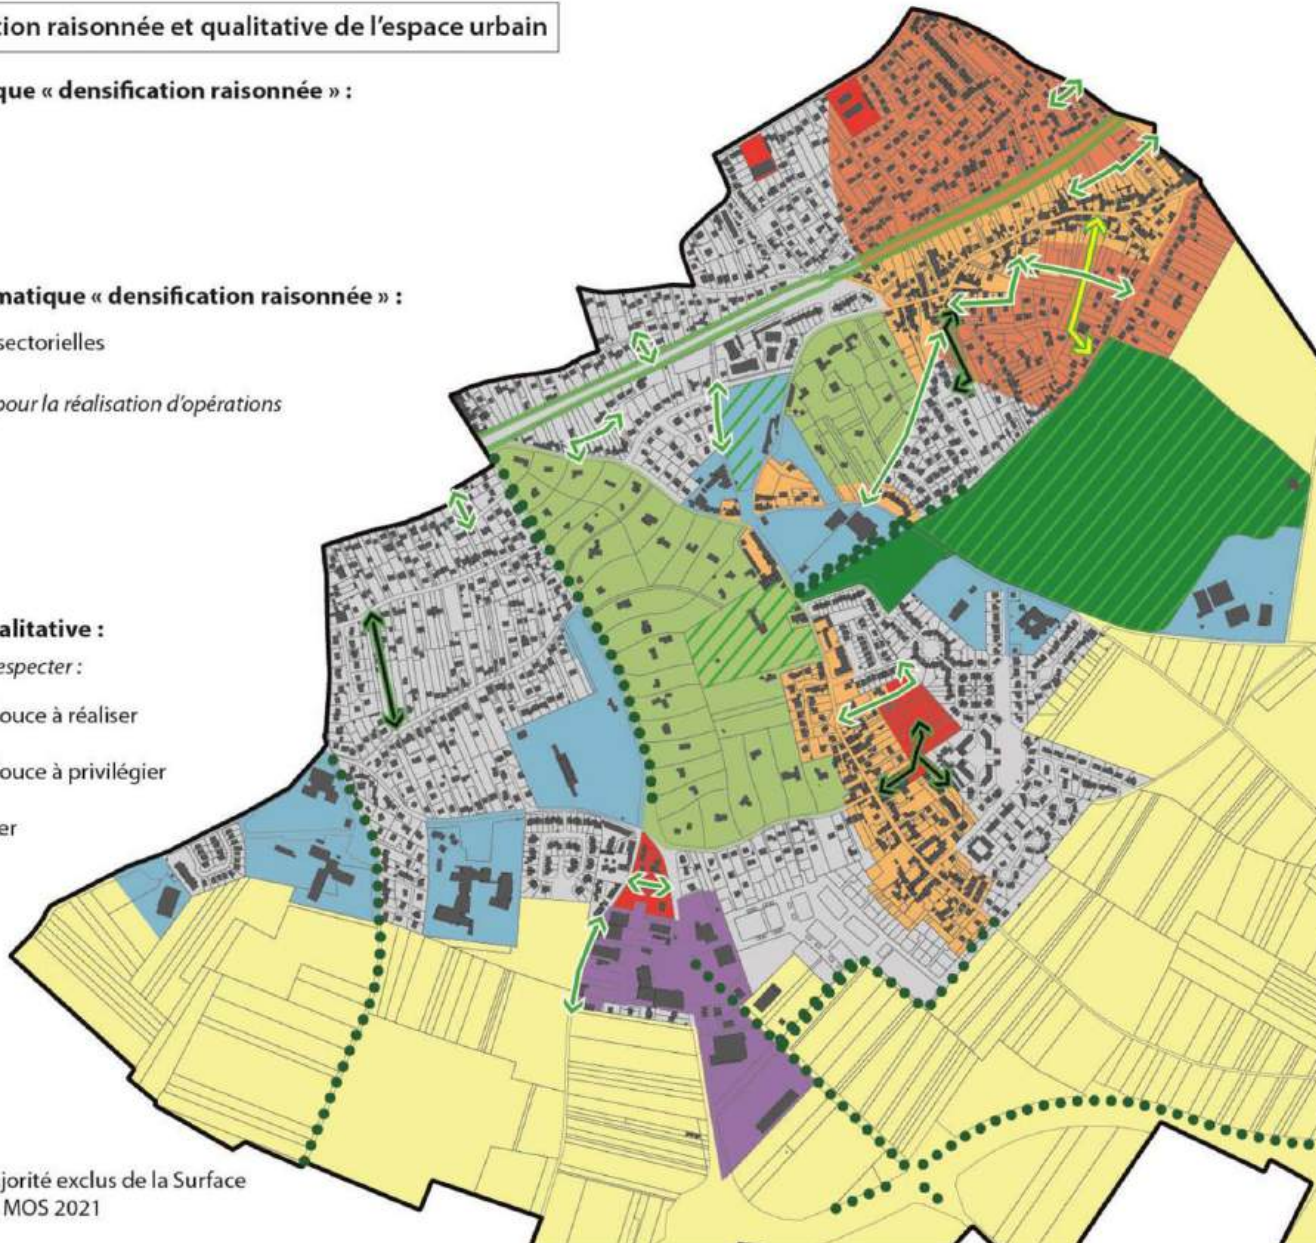 tion raisonnée et qualitative de l'espace urbain
que « densification raisonnée » :
matique « densification raisonnée » :
sectorielles
pour la réalisation d'opérations
alitative :
especter :
ouce à réaliser
ouce à privilégier
er
jorité exclus de la Surface
MOS 2021